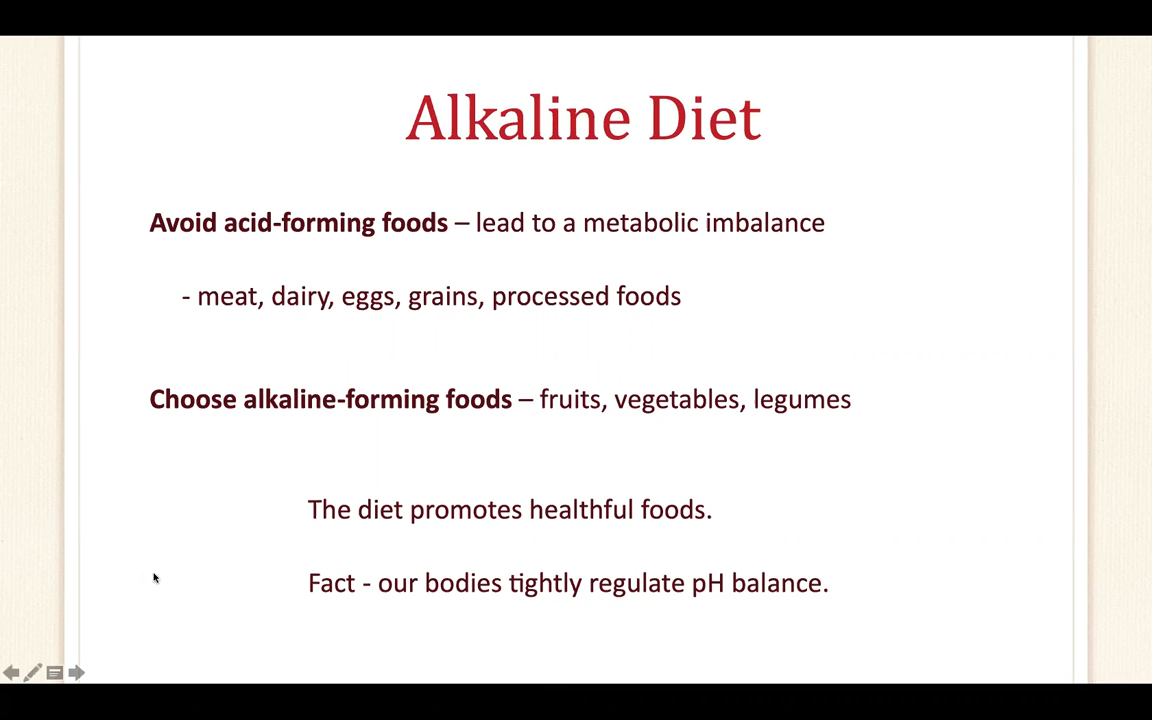 Alkaline Diet
Avoid acid-forming foods – lead to a metabolic imbalance
- meat, dairy, eggs, grains, processed foods
Choose alkaline-forming foods – fruits, vegetables, legumes
The diet promotes healthful foods.
Fact - our bodies tightly regulate pH balance.